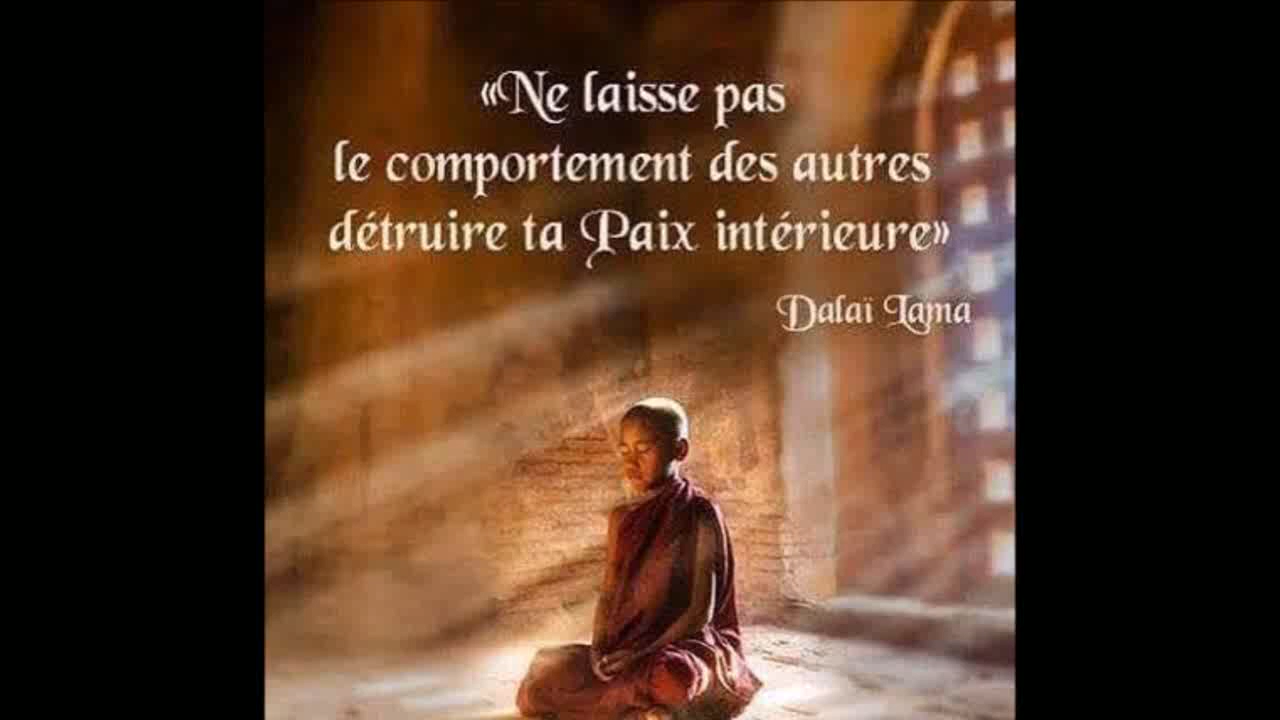 «Ne laisse pas
le comportement des autres
détruire ta Paix intérieure»
Dalaï Lama